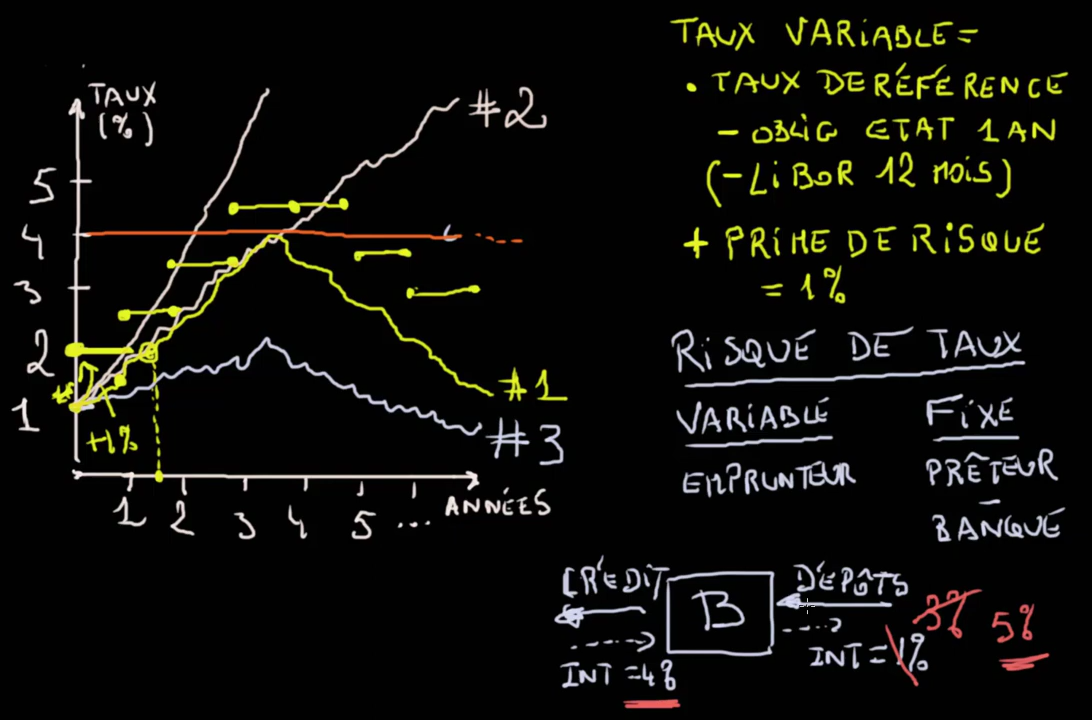 TAUX
(%)
5
4
3
2
1
#2
#1
#3
+1%
1 2 3 4 5 ... ANNÉES
TAUX VARIABLE =
• TAUX DE RÉFÉRENCE
- OBLIG ETAT 1 AN
(- LIBOR 12 MOIS)
+ PRIME DE RISQUE
= 1%
RISQUE DE TAUX
VARIABLE FIXE
EMPRUNTEUR PRÊTEUR
-
BANQUE
CRÉDIT B DÉPÔTS
INT = 4% INT = 1% 3% 5%